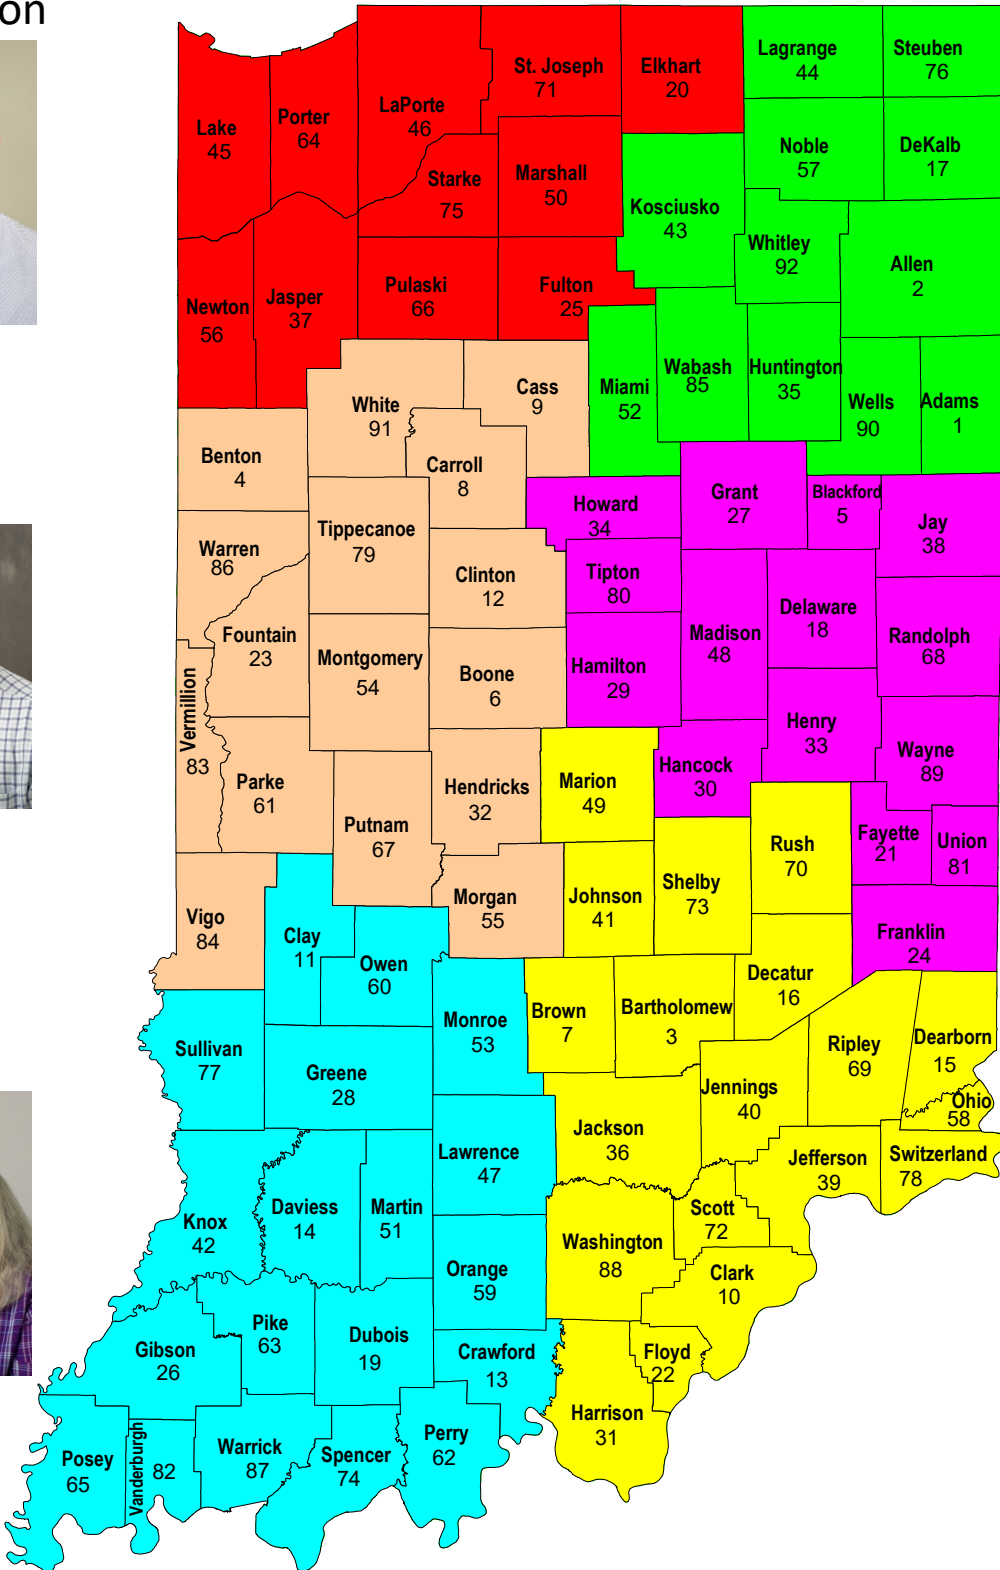 on
Lagrange
44
Steuben
76
St. Joseph
71
Elkhart
20
LaPorte
46
Porter
64
Lake
45
Noble
57
DeKalb
17
Starke
75
Marshall
50
Kosciusko
43
Whitley
92
Allen
2
Newton
56
Jasper
37
Pulaski
66
Fulton
25
Miami
52
Wabash
85
Huntington
35
Wells
90
Adams
1
White
91
Cass
9
Benton
4
Carroll
8
Howard
34
Grant
27
Blackford
5
Jay
38
Warren
86
Tippecanoe
79
Clinton
12
Tipton
80
Fountain
23
Montgomery
54
Boone
6
Hamilton
29
Madison
48
Delaware
18
Randolph
68
Vermillion
83
Parke
61
Putnam
67
Hendricks
32
Marion
49
Hancock
30
Henry
33
Wayne
89
Fayette
21
Union
81
Rush
70
Shelby
73
Johnson
41
Morgan
55
Vigo
84
Clay
11
Owen
60
Franklin
24
Decatur
16
Monroe
53
Brown
7
Bartholomew
3
Ripley
69
Dearborn
15
Ohio
58
Sullivan
77
Greene
28
Jennings
40
Jackson
36
Lawrence
47
Jefferson
39
Switzerland
78
Knox
42
Daviess
14
Martin
51
Scott
72
Washington
88
Orange
59
Clark
10
Gibson
26
Pike
63
Dubois
19
Crawford
13
Floyd
22
Harrison
31
Posey
65
Vanderburgh
82
Warrick
87
Spencer
74
Perry
62